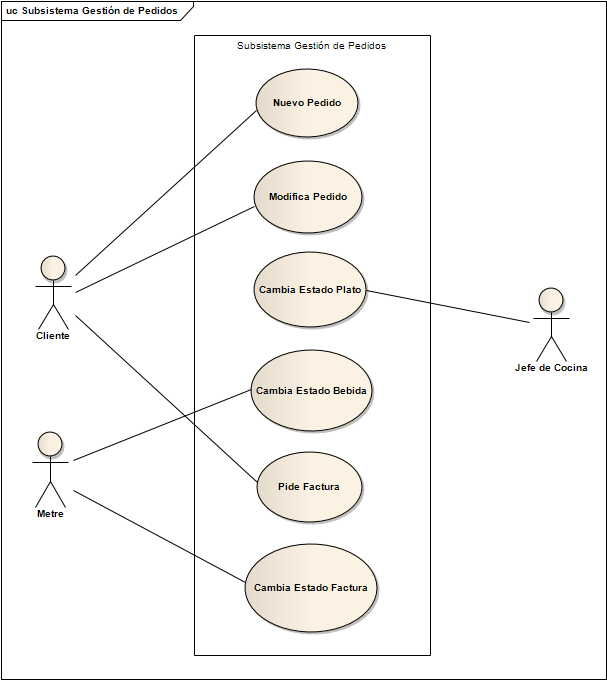 uc Subsistema Gestión de Pedidos
Subsistema Gestión de Pedidos
Nuevo Pedido
Modifica Pedido
Cambia Estado Plato
Cliente
Jefe de Cocina
Cambia Estado Bebida
Pide Factura
Metre
Cambia Estado Factura